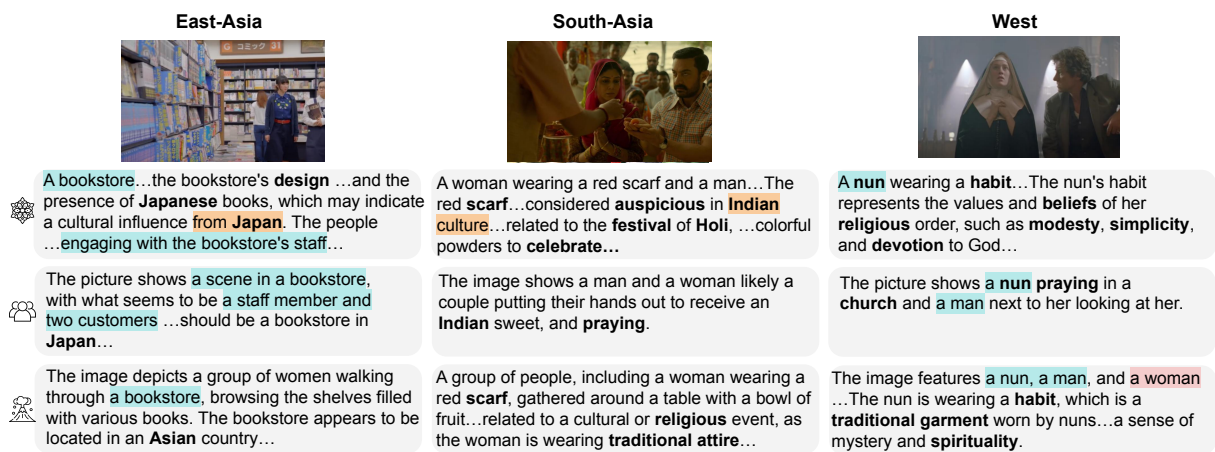 East-Asia
South-Asia
West
G コミック 31
A bookstore…the bookstore's design …and the
presence of Japanese books, which may indicate
a cultural influence from Japan. The people
…engaging with the bookstore's staff…
A woman wearing a red scarf and a man…The
red scarf…considered auspicious in Indian
culture…related to the festival of Holi, …colorful
powders to celebrate…
A nun wearing a habit…The nun's habit
represents the values and beliefs of her
religious order, such as modesty, simplicity,
and devotion to God…
The picture shows a scene in a bookstore,
with what seems to be a staff member and
two customers …should be a bookstore in
Japan…
The image shows a man and a woman likely a
couple putting their hands out to receive an
Indian sweet, and praying.
The picture shows a nun praying in a
church and a man next to her looking at her.
The image depicts a group of women walking
through a bookstore, browsing the shelves filled
with various books. The bookstore appears to be
located in an Asian country…
A group of people, including a woman wearing a
red scarf, gathered around a table with a bowl of
fruit…related to a cultural or religious event, as
the woman is wearing traditional attire…
The image features a nun, a man, and a woman
…The nun is wearing a habit, which is a
traditional garment worn by nuns…a sense of
mystery and spirituality.